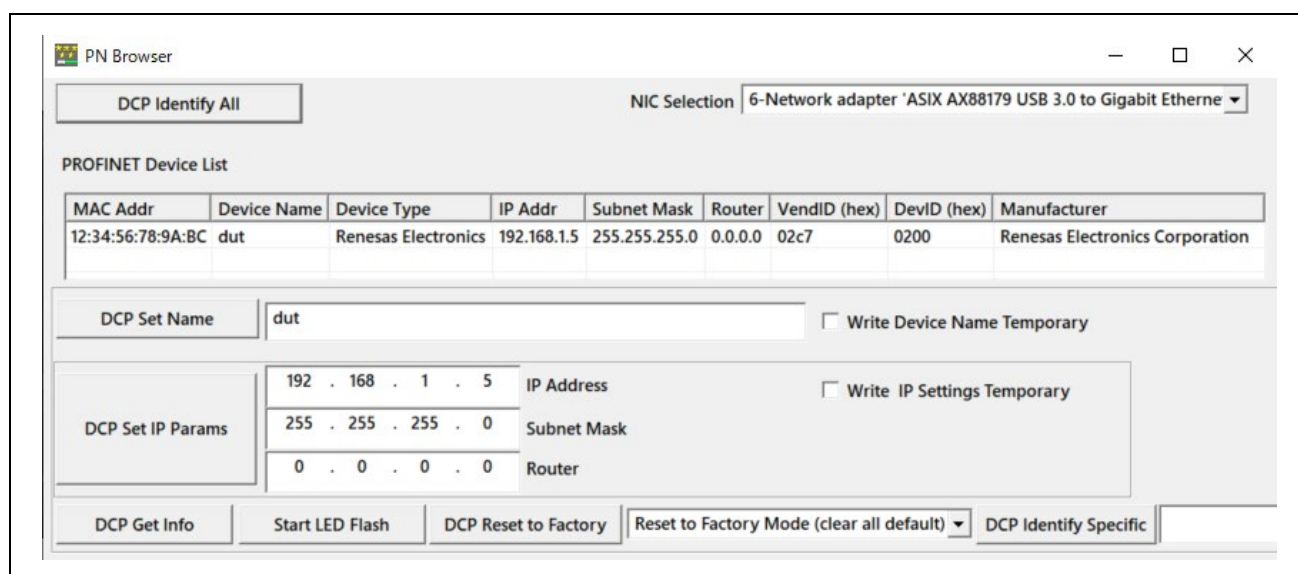 PN Browser
DCP Identify All
NIC Selection 6-Network adapter 'ASIX AX88179 USB 3.0 to Gigabit Etherne
PROFINET Device List
MAC Addr Device Name Device Type IP Addr Subnet Mask Router VendID (hex) DevID (hex) Manufacturer
12:34:56:78:9A:BC dut Renesas Electronics 192.168.1.5 255.255.255.0 0.0.0.0 02c7 0200 Renesas Electronics Corporation
DCP Set Name dut Write Device Name Temporary
192 . 168 . 1 . 5 IP Address Write IP Settings Temporary
DCP Set IP Params 255 . 255 . 255 . 0 Subnet Mask
0 . 0 . 0 . 0 Router
DCP Get Info Start LED Flash DCP Reset to Factory Reset to Factory Mode (clear all default) DCP Identify Specific